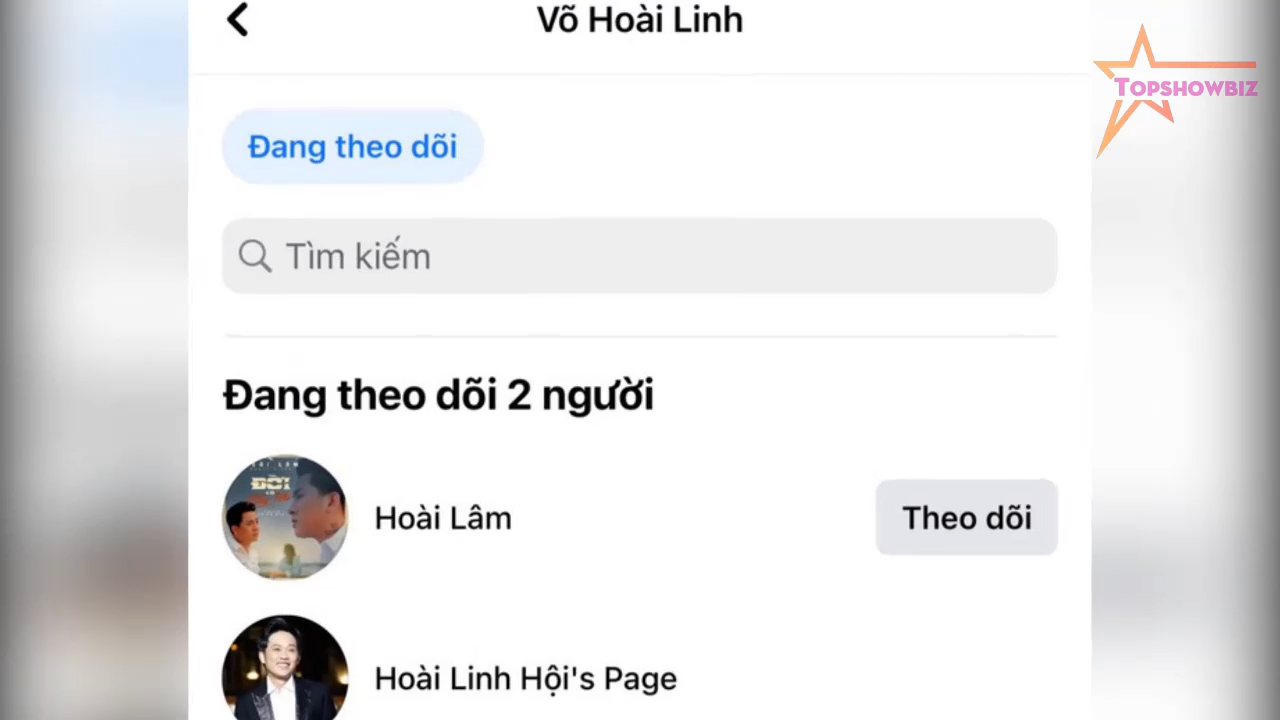 Võ Hoài Linh
TOPSHOWBIZ
Đang theo dõi
Tìm kiếm
Đang theo dõi 2 người
ĐỜI
Hoài Lâm
Theo dõi
Hoài Linh Hội's Page